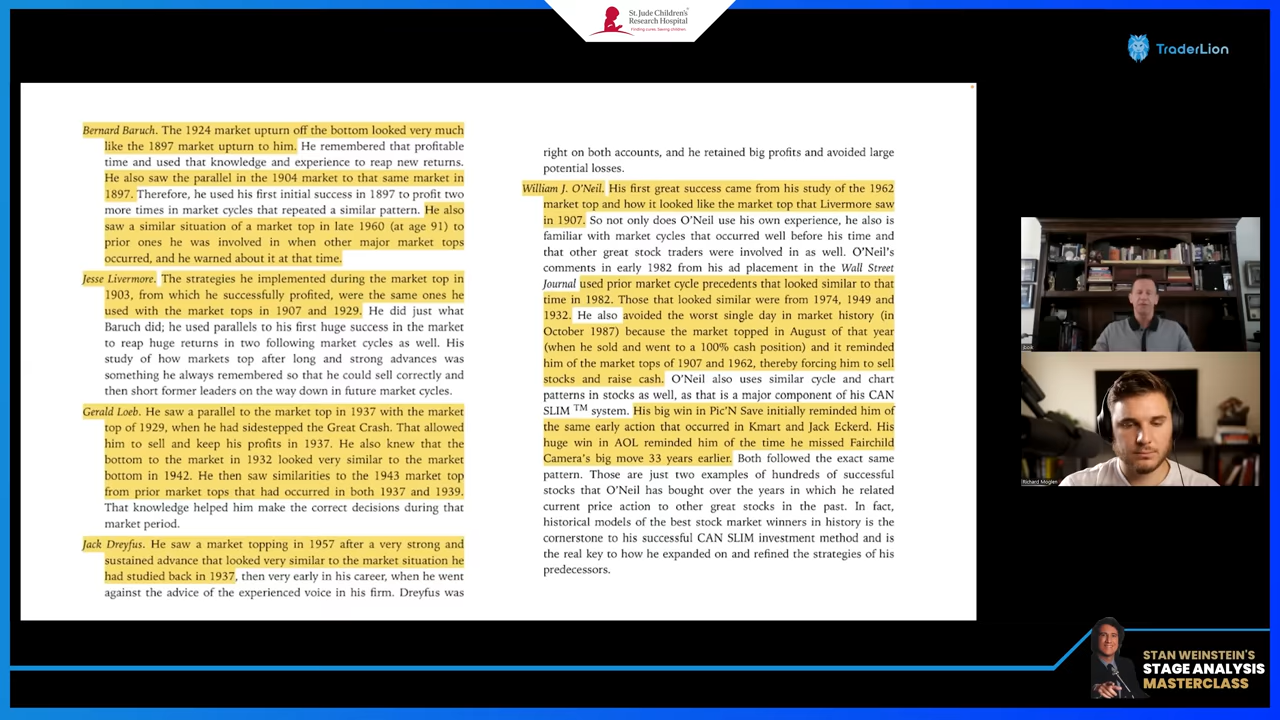 St. Jude Children's
Research Hospital
Finding cures. Saving children.
TraderLion
Bernard Baruch. The 1924 market upturn off the bottom looked very much
like the 1897 market upturn to him. He remembered that profitable
time and used that knowledge and experience to reap new returns.
He also saw the parallel in the 1904 market to that same market in
1897. Therefore, he used his first initial success in 1897 to profit two
more times in market cycles that repeated a similar pattern. He also
saw a similar situation of a market top in late 1960 (at age 91) to
prior ones he was involved in when other major market tops
occurred, and he warned about it at that time.
Jesse Livermore. The strategies he implemented during the market top in
1903, from which he successfully profited, were the same ones he
used with the market tops in 1907 and 1929. He did just what
Baruch did; he used parallels to his first huge success in the market
to reap huge returns in two following market cycles as well. His
study of how markets top after long and strong advances was
something he always remembered so that he could sell correctly and
then short former leaders on the way down in future market cycles.
Gerald Loeb. He saw a parallel to the market top in 1937 with the market
top of 1929, when he had sidestepped the Great Crash. That allowed
him to sell and keep his profits in 1937. He also knew that the
bottom to the market in 1932 looked very similar to the market
bottom in 1942. He then saw similarities to the 1943 market top
from prior market tops that had occurred in both 1937 and 1939.
That knowledge helped him make the correct decisions during that
market period.
Jack Dreyfus. He saw a market topping in 1957 after a very strong and
sustained advance that looked very similar to the market situation he
had studied back in 1937, then very early in his career, when he went
against the advice of the experienced voice in his firm. Dreyfus was
right on both accounts, and he retained big profits and avoided large
potential losses.
William J. O'Neil. His first great success came from his study of the 1962
market top and how it looked like the market top that Livermore saw
in 1907. So not only does O'Neil use his own experience, he also is
familiar with market cycles that occurred well before his time and
that other great stock traders were involved in as well. O'Neil's
comments in early 1982 from his ad placement in the Wall Street
Journal used prior market cycle precedents that looked similar to that
time in 1982. Those that looked similar were from 1974, 1949 and
1932. He also avoided the worst single day in market history (in
October 1987) because the market topped in August of that year
(when he sold and went to a 100% cash position) and it reminded
him of the market tops of 1907 and 1962, thereby forcing him to sell
stocks and raise cash. O'Neil also uses similar cycle and chart
patterns in stocks as well, as that is a major component of his CAN
SLIM ™ system. His big win in Pic'N Save initially reminded him of
the same early action that occurred in Kmart and Jack Eckerd. His
huge win in AOL reminded him of the time he missed Fairchild
Camera's big move 33 years earlier. Both followed the exact same
pattern. Those are just two examples of hundreds of successful
stocks that O'Neil has bought over the years in which he related
current price action to other great stocks in the past. In fact,
historical models of the best stock market winners in history is the
cornerstone to his successful CAN SLIM investment method and is
the real key to how he expanded on and refined the strategies of his
predecessors.
Richard Moglen
STAN WEINSTEIN'S
STAGE ANALYSIS
MASTERCLASS